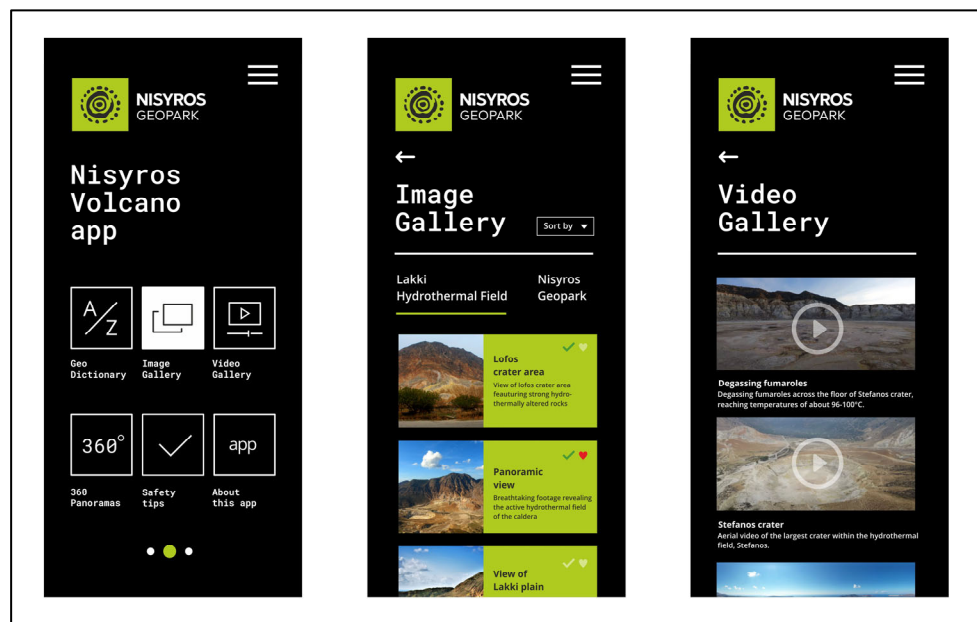 NISYROS
GEOPARK
Nisyros
Volcano
app
A/Z
Geo
Dictionary
Image
Gallery
Video
Gallery
360°
app
360
Panoramas
Safety
tips
About
this app
NISYROS
GEOPARK
Image
Gallery
Sort by
Lakki
Hydrothermal Field
Nisyros
Geopark
Lofos
crater area
View of lofos crater area
feauturing strong hydro-
thermally altered rocks
Panoramic
view
Breathtaking footage revealing
the active hydrothermal field
of the caldera
View of
Lakki plain
NISYROS
GEOPARK
Video
Gallery
Degassing fumaroles
Degassing fumaroles across the floor of Stefanos crater,
reaching temperatures of about 96-100°C.
Stefanos crater
Aerial video of the largest crater within the hydrothermal
field, Stefanos.